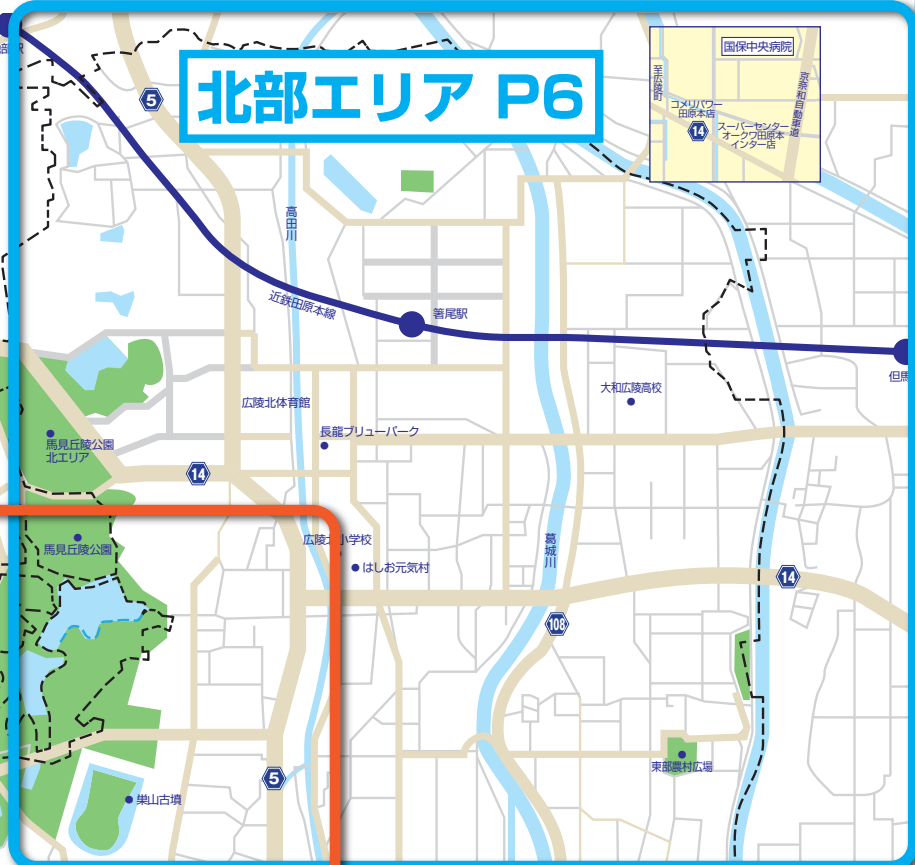 北部エリア P6
国保中央病院
至広陵町
京奈和自動車道
コメリパワー
田原本店
14
スーパーセンター
オークワ田原本
インター店
5
高田川
近鉄田原本線
箸尾駅
但馬
大和広陵高校
広陵北体育館
長龍ブリューパーク
馬見丘陵公園
北エリア
14
馬見丘陵公園
広陵北小学校
はしお元気村
葛城川
14
108
東部農村広場
5
巣山古墳